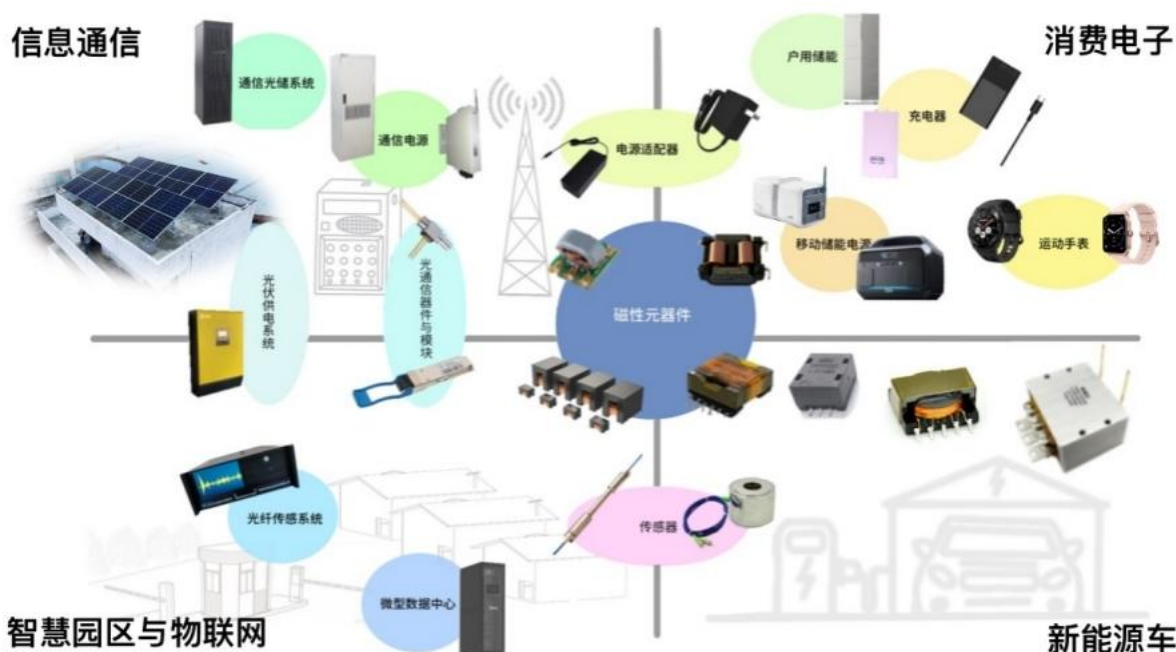 信息通信
消费电子
通信光储系统
户用储能
充电器
通信电源
电源适配器
移动储能电源
运动手表
光伏供电系统
光通信器件与模块
磁性元器件
光纤传感系统
传感器
微型数据中心
智慧园区与物联网
新能源车